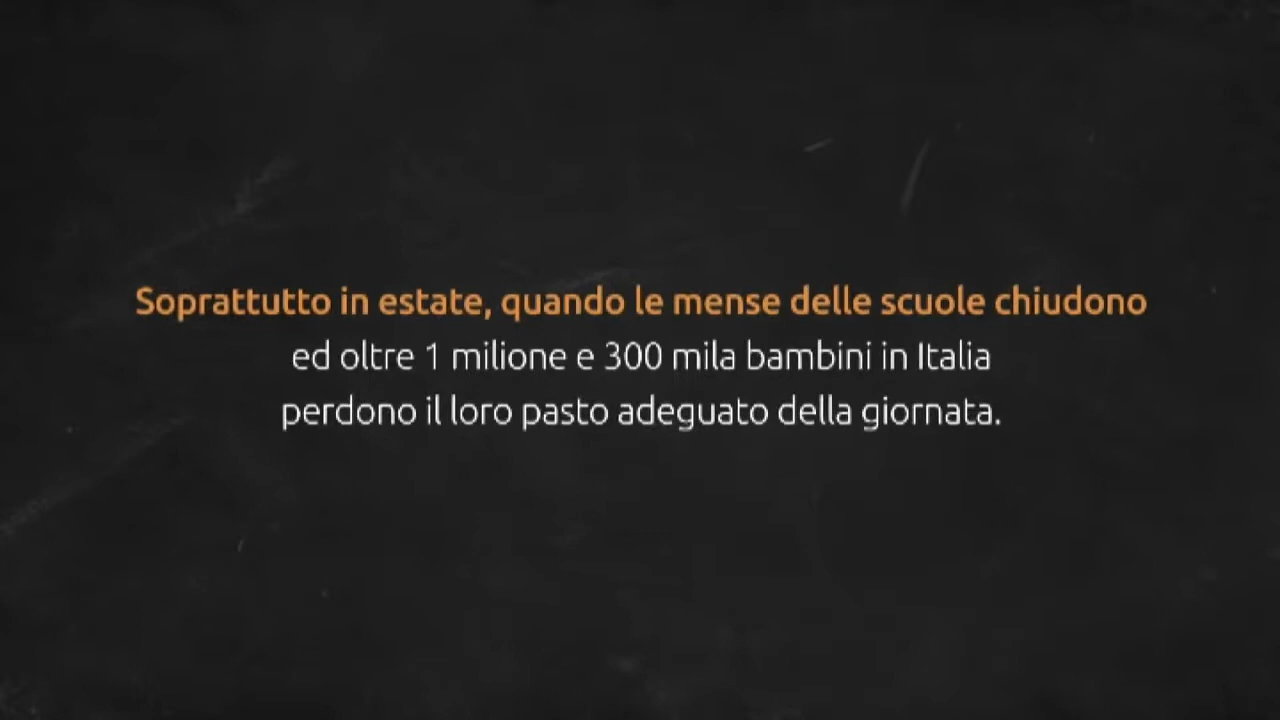 Soprattutto in estate, quando le mense delle scuole chiudono
ed oltre 1 milione e 300 mila bambini in Italia
perdono il loro pasto adeguato della giornata.